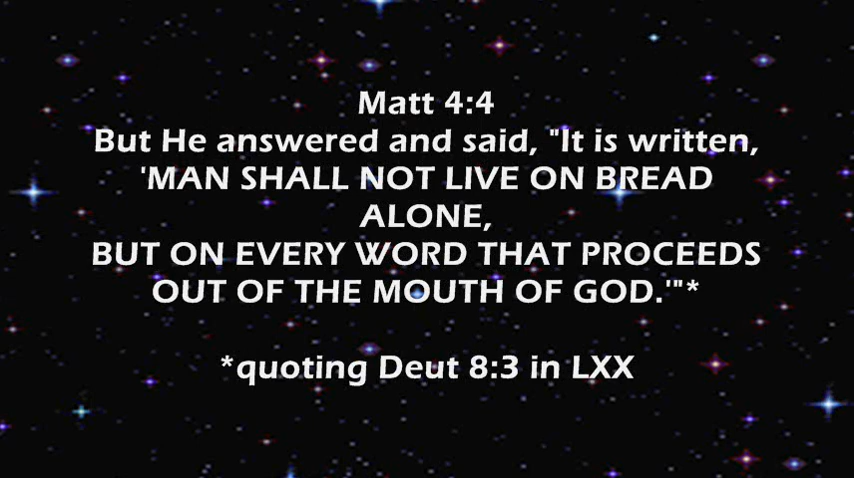 Matt 4:4
But He answered and said, "It is written,
'MAN SHALL NOT LIVE ON BREAD
ALONE,
BUT ON EVERY WORD THAT PROCEEDS
OUT OF THE MOUTH OF GOD.'"*
*quoting Deut 8:3 in LXX